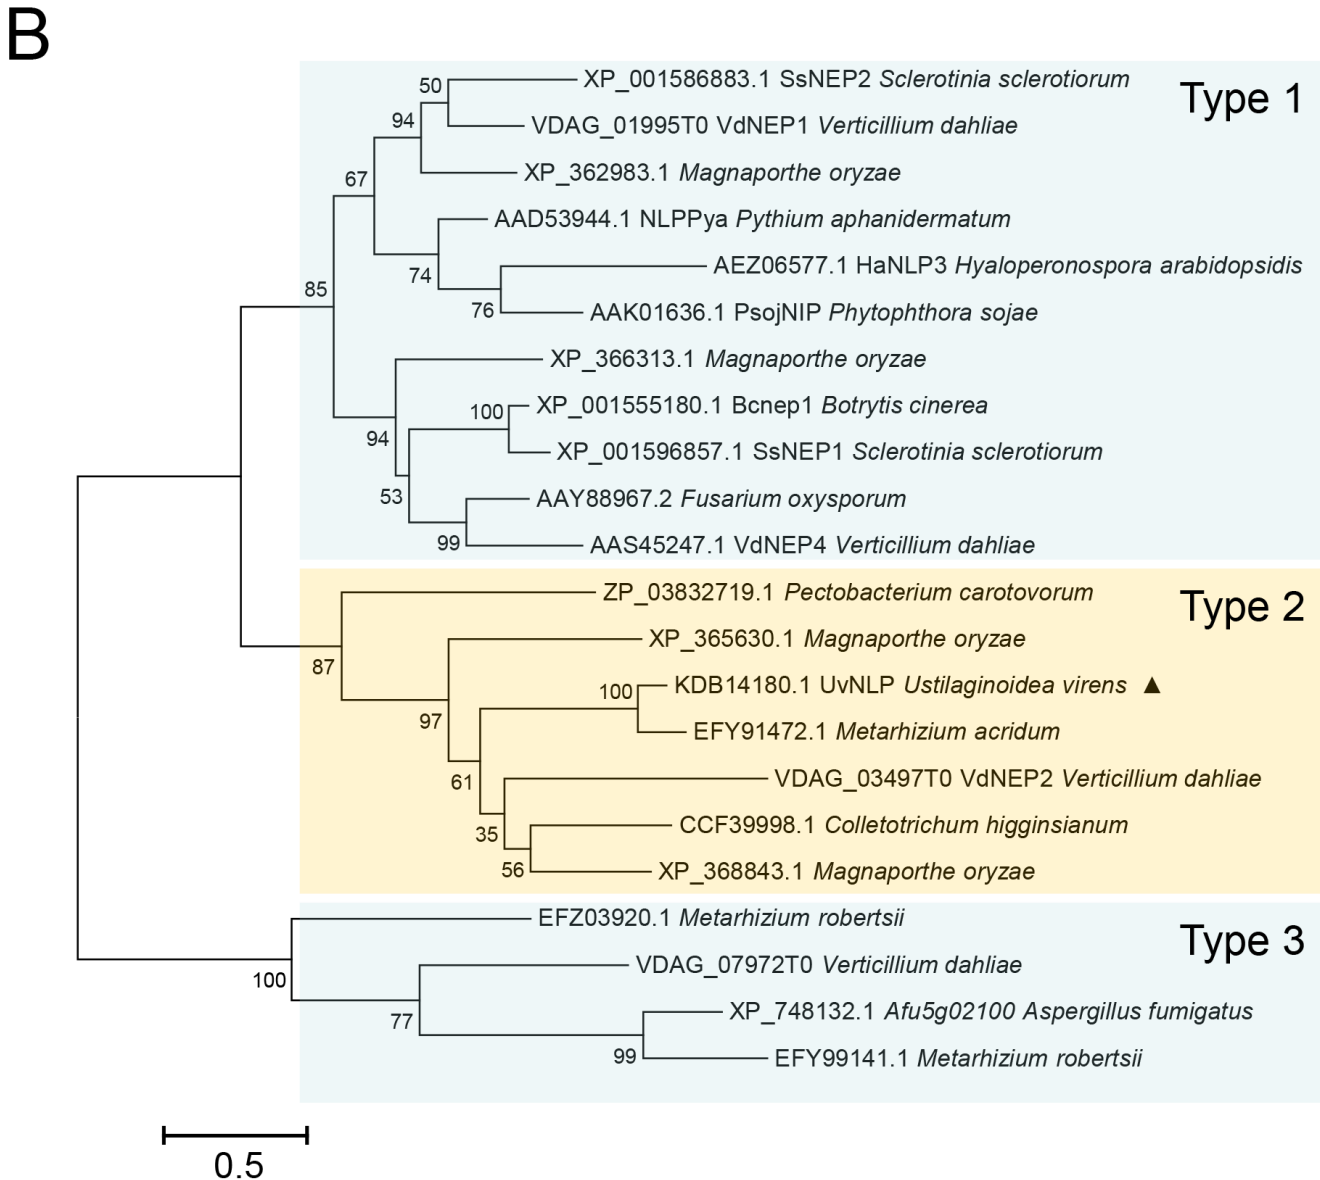 B
50 XP_001586883.1 SsNEP2 Sclerotinia sclerotiorum
Type 1
94 VDAG_01995T0 VdNEP1 Verticillium dahliae
67 XP_362983.1 Magnaporthe oryzae
AAD53944.1 NLPPya Pythium aphanidermatum
74 AEZ06577.1 HaNLP3 Hyaloperonospora arabidopsidis
85
76 AAK01636.1 PsojNIP Phytophthora sojae
XP_366313.1 Magnaporthe oryzae
100 XP_001555180.1 Bcnep1 Botrytis cinerea
94 XP_001596857.1 SsNEP1 Sclerotinia sclerotiorum
53 AAY88967.2 Fusarium oxysporum
99 AAS45247.1 VdNEP4 Verticillium dahliae
ZP_03832719.1 Pectobacterium carotovorum
Type 2
XP_365630.1 Magnaporthe oryzae
87
100 KDB14180.1 UvNLP Ustilaginoidea virens ▲
97 EFY91472.1 Metarhizium acridum
61 VDAG_03497T0 VdNEP2 Verticillium dahliae
35 CCF39998.1 Colletotrichum higginsianum
56 XP_368843.1 Magnaporthe oryzae
EFZ03920.1 Metarhizium robertsii
Type 3
VDAG_07972T0 Verticillium dahliae
100
77 XP_748132.1 Afu5g02100 Aspergillus fumigatus
99 EFY99141.1 Metarhizium robertsii
0.5